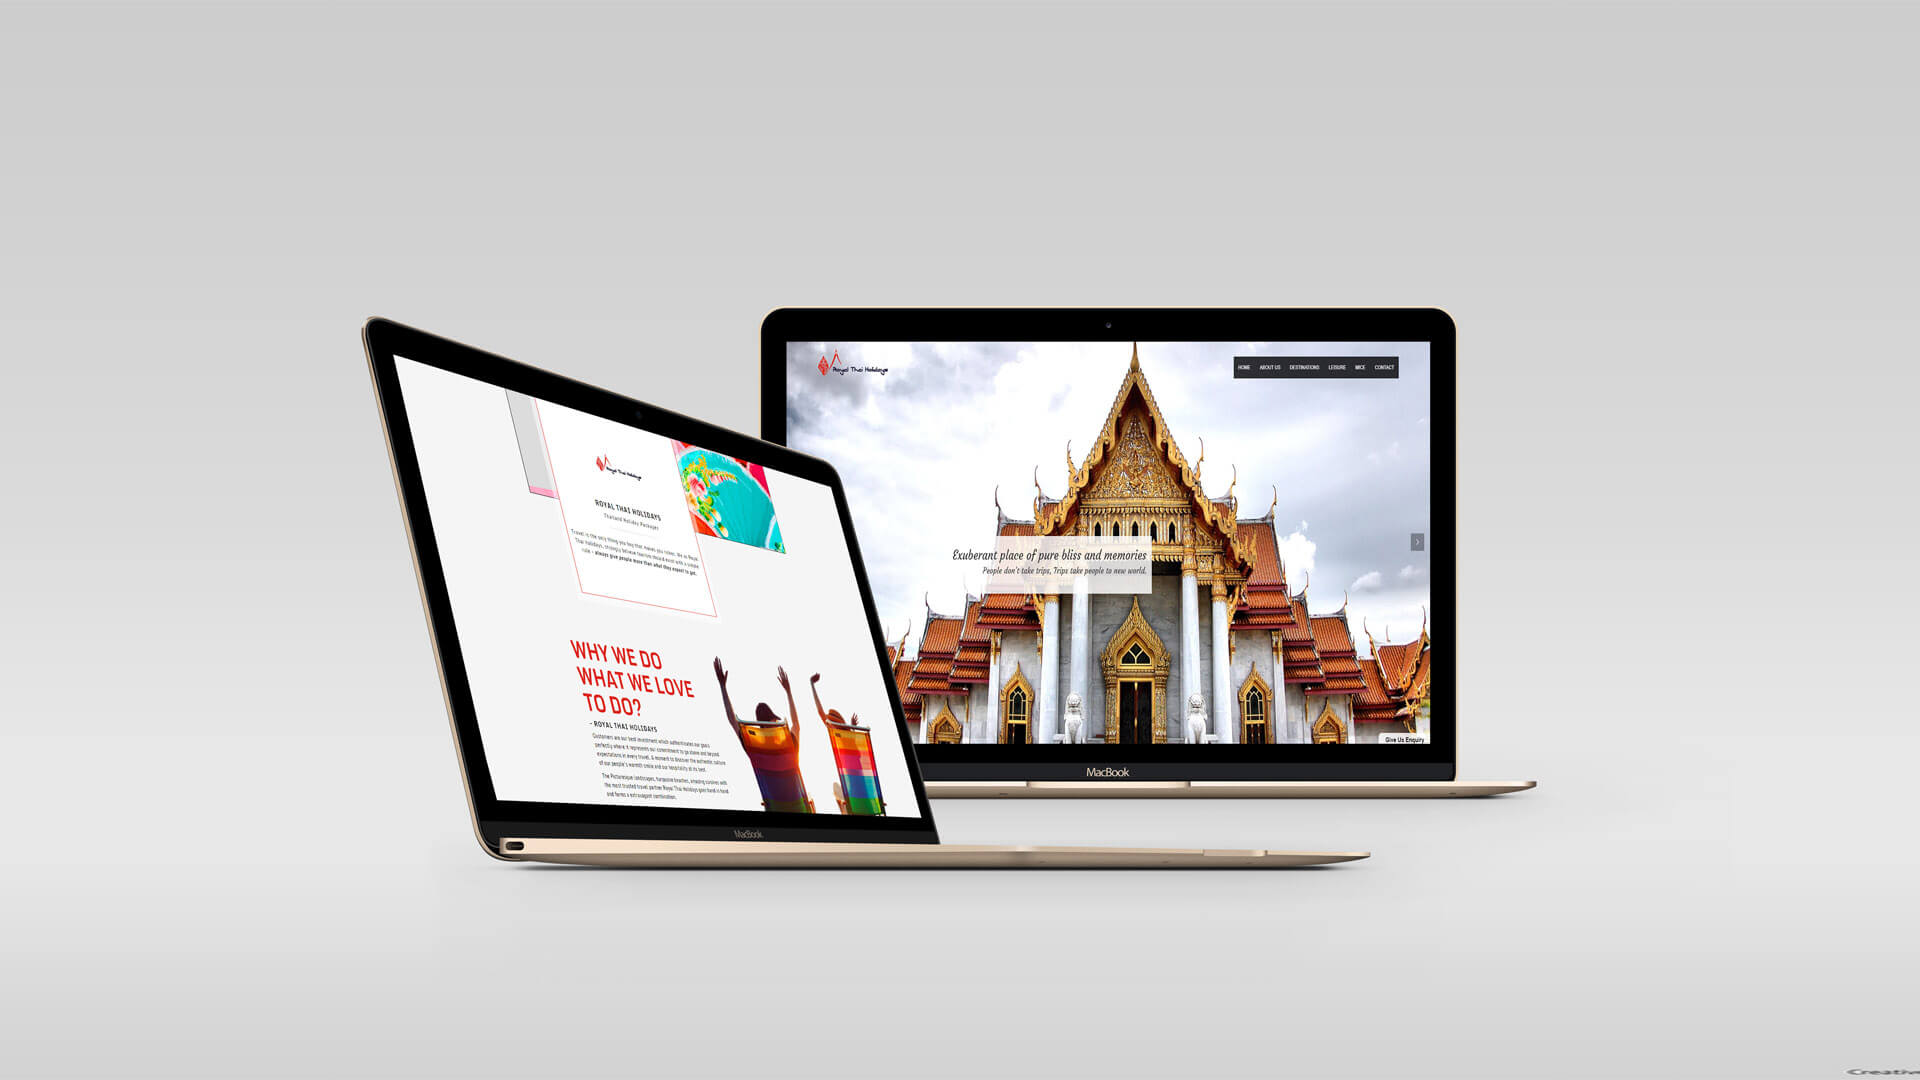 Royal Thai Holidays
HOME ABOUT US DESTINATIONS LEISURE MICE CONTACT
Exuberant place of pure bliss and memories
People don't take trips, Trips take people to new world.
Give Us Enquiry
MacBook
Royal Thai Holidays
ROYAL THAI HOLIDAYS
Thailand Holiday Packages
Travel is the only thing you buy that makes you richer. We at Royal
Thai Holidays, strongly believe tourism should exist with a simple
rule - always give people more than what they expect to get.
WHY WE DO
WHAT WE LOVE
TO DO?
- ROYAL THAI HOLIDAYS
Customers are our best investment which authenticates our goals
perfectly where it represents our commitment to go above and beyond
expectations in every travel. A moment to discover the authentic culture
of our people's warmth smile and our hospitality at its best.
The Picturesque landscapes, turquoise beaches, amazing cuisines with
the most trusted travel partner Royal Thai Holidays goes hand in hand
and forms a extravagant combination.
MacBook
Creativ